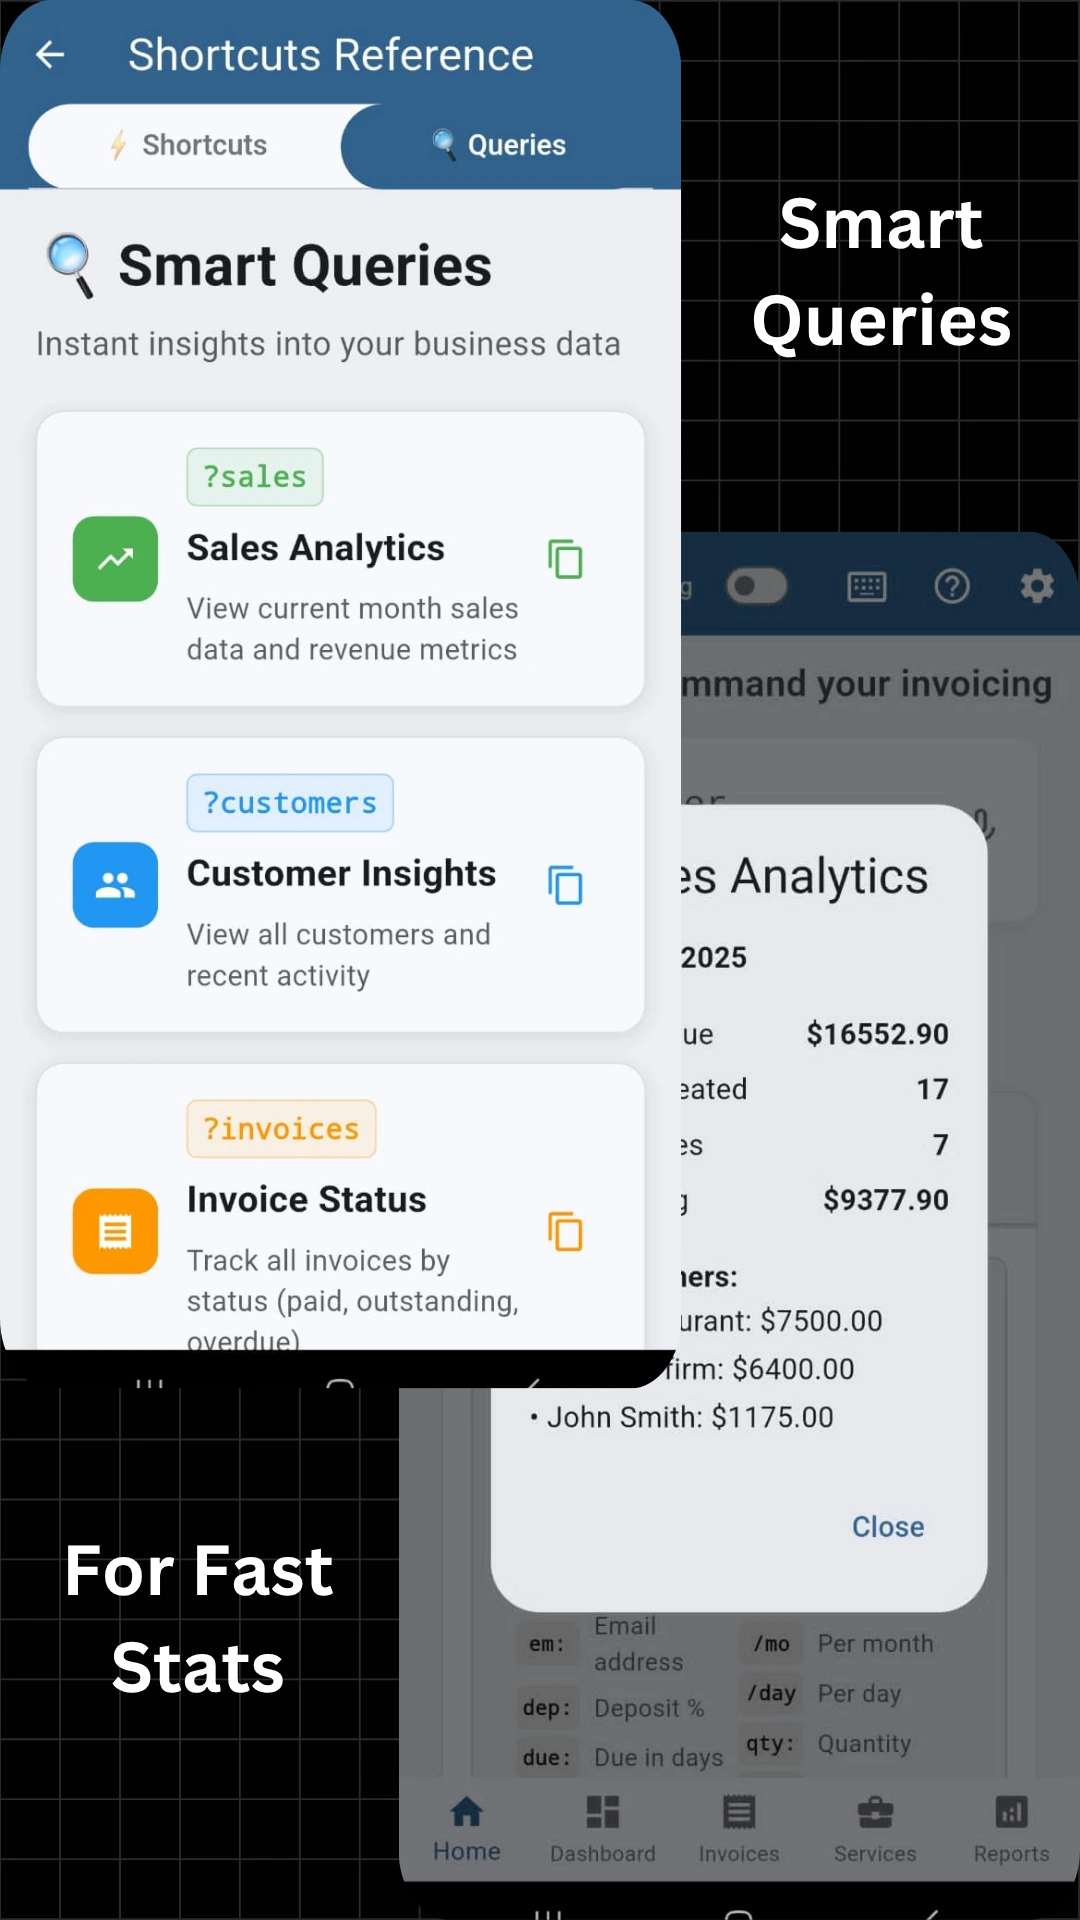 Shortcuts Reference
Shortcuts
Queries
Smart Queries
Instant insights into your business data
?sales
Sales Analytics
View current month sales
data and revenue metrics
?customers
Customer Insights
View all customers and
recent activity
?invoices
Invoice Status
Track all invoices by
status (paid, outstanding,
overdue)
Smart
Queries
g
mmand your invoicing
er
es Analytics
2025
ue $16552.90
eated 17
es 7
g $9377.90
ners:
urant: $7500.00
firm: $6400.00
• John Smith: $1175.00
Close
em: Email
address
dep: Deposit %
due: Due in days
/mo Per month
/day Per day
qty: Quantity
Home
Dashboard
Invoices
Services
Reports
For Fast
Stats